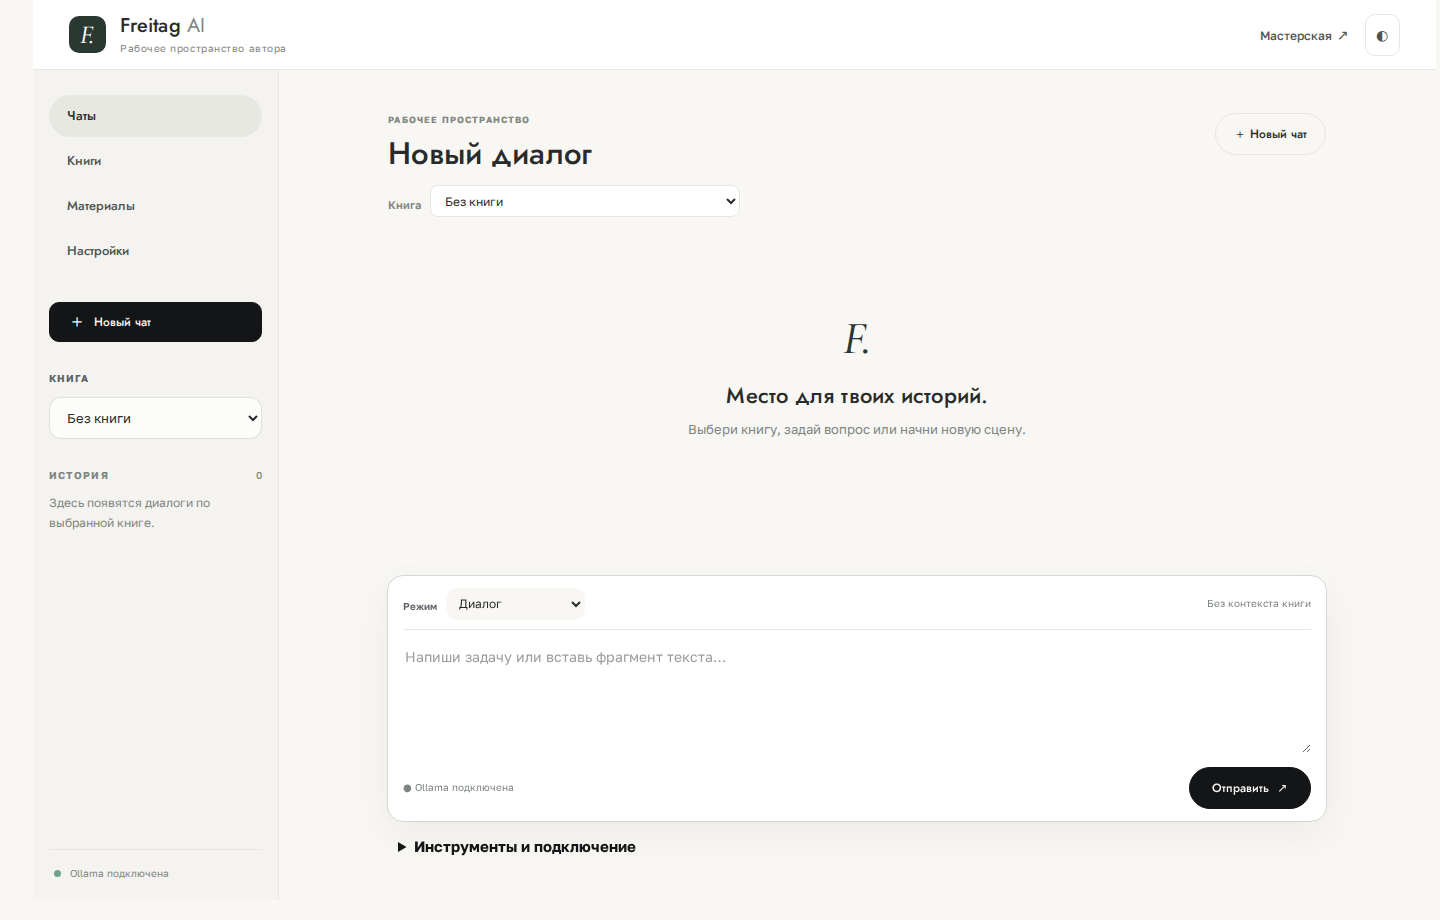 F. Freitag AI
Рабочее пространство автора
Мастерская ↗
Чаты
Книги
Материалы
Настройки
+ Новый чат
КНИГА
Без книги
ИСТОРИЯ 0
Здесь появятся диалоги по
выбранной книге.
Ollama подключена
РАБОЧЕЕ ПРОСТРАНСТВО
Новый диалог
+ Новый чат
Книга Без книги
F.
Место для твоих историй.
Выбери книгу, задай вопрос или начни новую сцену.
Режим Диалог Без контекста книги
Напиши задачу или вставь фрагмент текста...
Ollama подключена
Отправить ↗
Инструменты и подключение